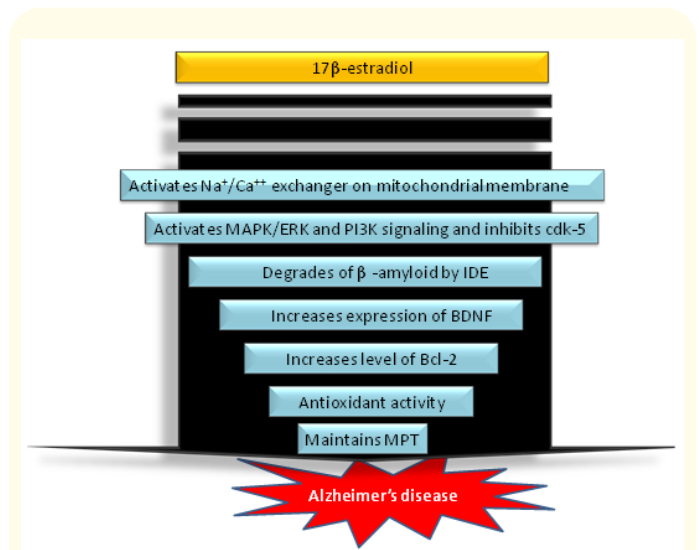 17β-estradiol
Activates Na⁺/Ca⁺⁺ exchanger on mitochondrial membrane
Activates MAPK/ERK and PI3K signaling and inhibits cdk-5
Degrades of β -amyloid by IDE
Increases expression of BDNF
Increases level of Bcl-2
Antioxidant activity
Maintains MPT
Alzheimer's disease